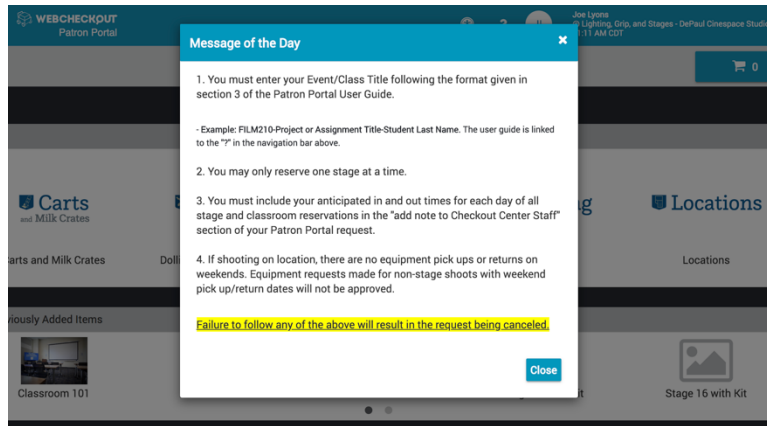 WEBCHECKOUT
Patron Portal
?
Joe Lyons
@ Lighting, Grip, and Stages - DePaul Cinespace Studio
:11 AM CDT
0
Message of the Day
×
1. You must enter your Event/Class Title following the format given in
section 3 of the Patron Portal User Guide.
- Example: FILM210-Project or Assignment Title-Student Last Name. The user guide is linked
to the "?" in the navigation bar above.
2. You may only reserve one stage at a time.
3. You must include your anticipated in and out times for each day of all
stage and classroom reservations in the "add note to Checkout Center Staff"
section of your Patron Portal request.
4. If shooting on location, there are no equipment pick ups or returns on
weekends. Equipment requests made for non-stage shoots with weekend
pick up/return dates will not be approved.
Failure to follow any of the above will result in the request being canceled.
Close
Carts
and Milk Crates
g
Locations
arts and Milk Crates
Dolli
Locations
viously Added Items
Classroom 101
it
Stage 16 with Kit